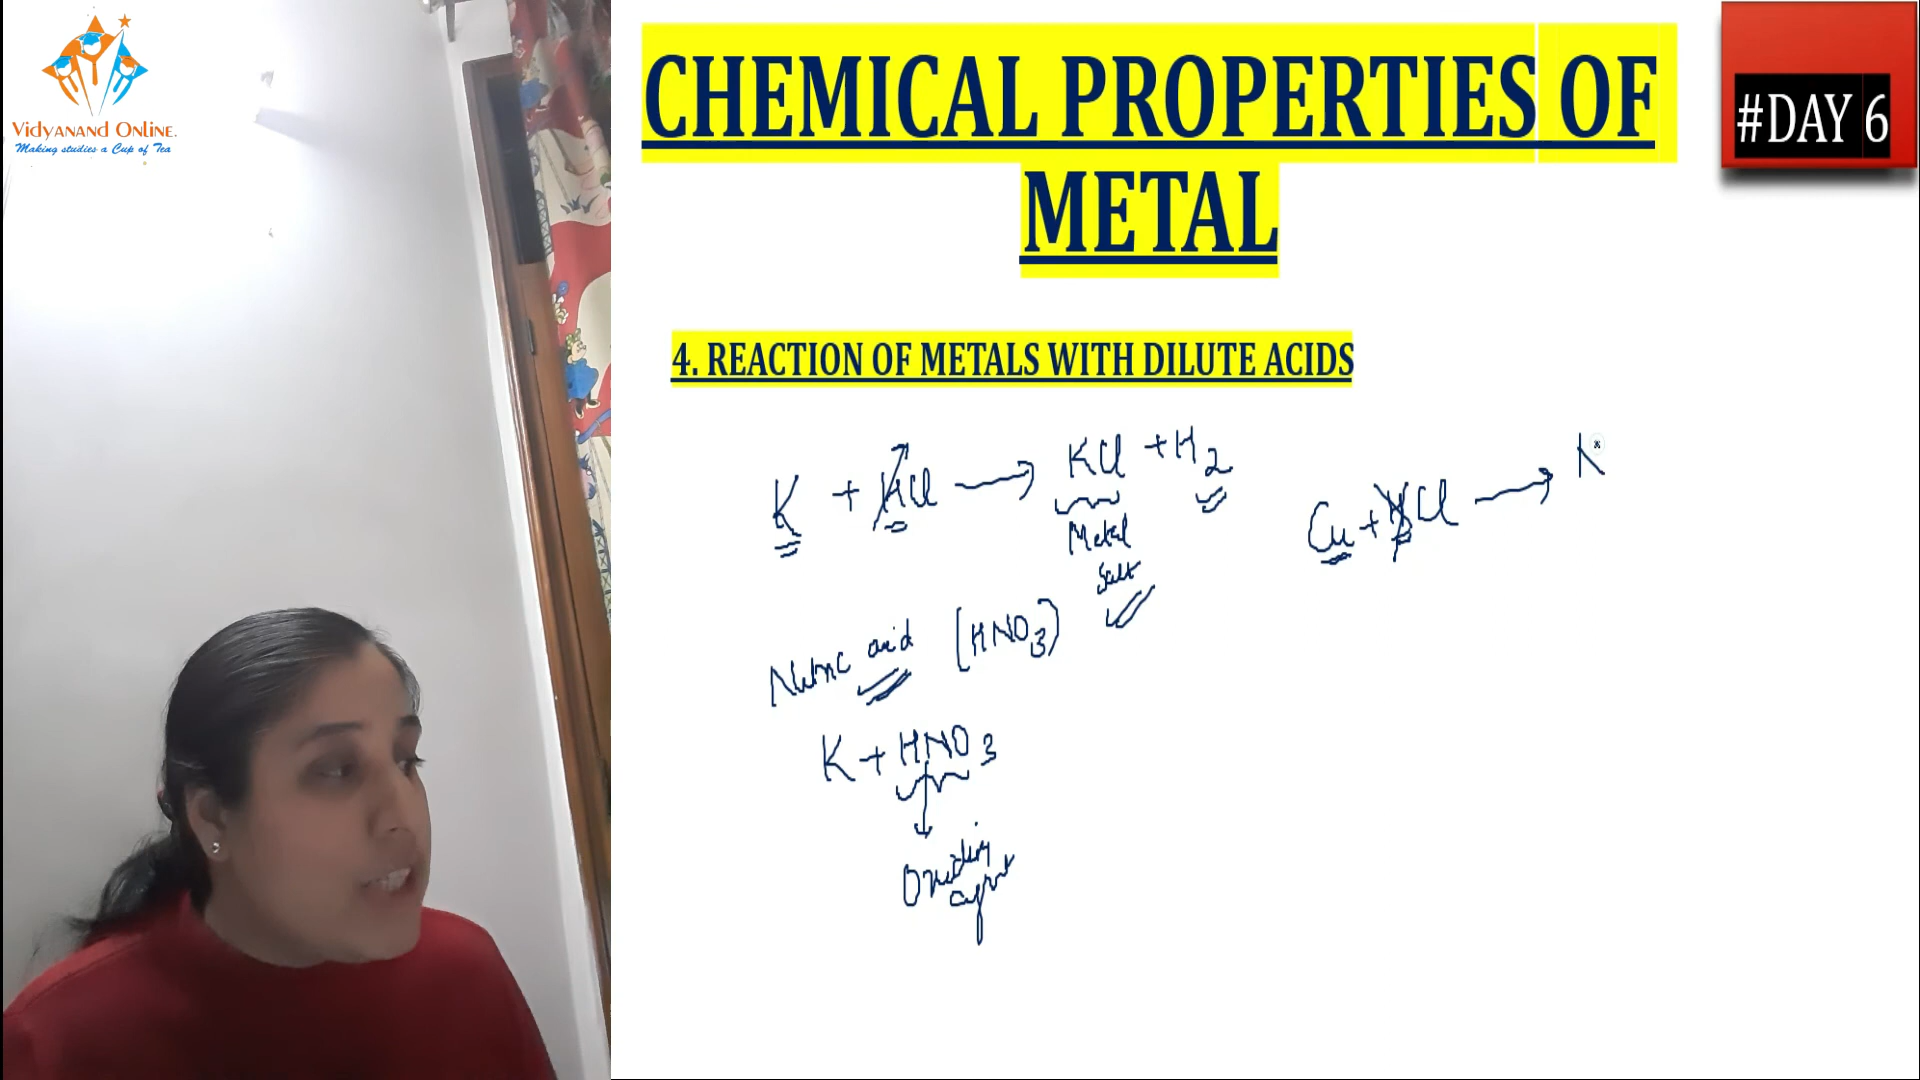 Vidyanand Online.
Making studies a Cup of Tea
CHEMICAL PROPERTIES OF
METAL
#DAY 6
4. REACTION OF METALS WITH DILUTE ACIDS
K + HCl → KCl + H2
Metal
Salt
Cu + HCl → N
Nitric acid [HNO3]
K + HNO3
Oxidizing
agent